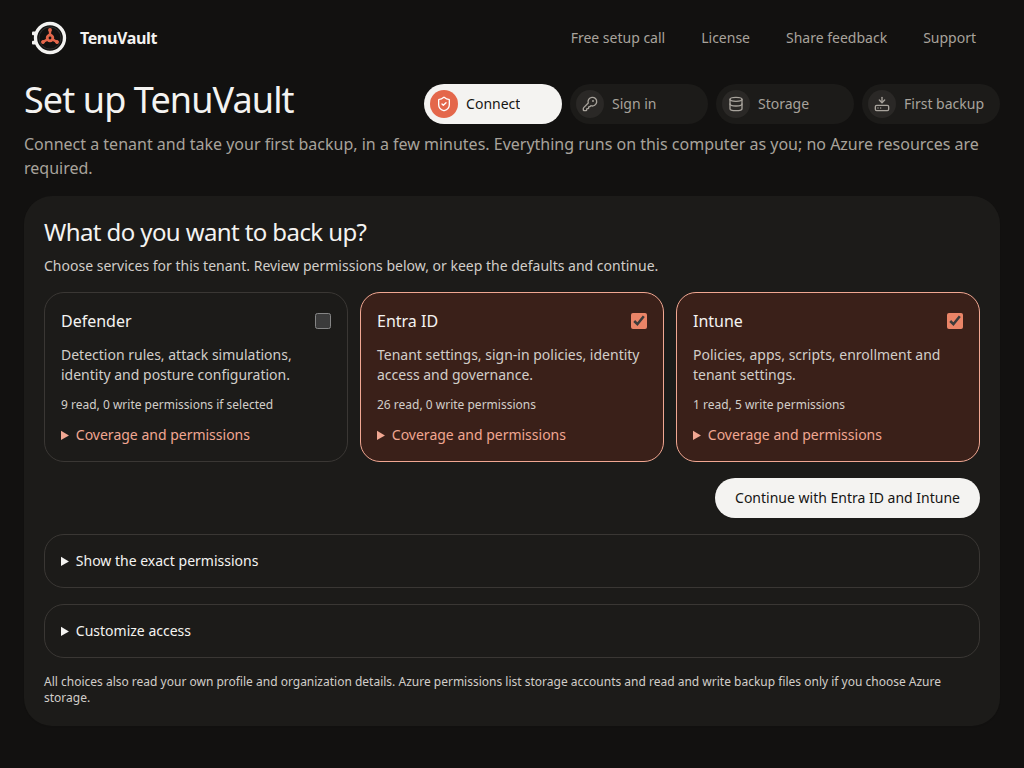 TenuVault
Free setup call
License
Share feedback
Support
Set up TenuVault
Connect
Sign in
Storage
First backup
Connect a tenant and take your first backup, in a few minutes. Everything runs on this computer as you; no Azure resources are
required.
What do you want to back up?
Choose services for this tenant. Review permissions below, or keep the defaults and continue.
Defender
Detection rules, attack simulations,
identity and posture configuration.
9 read, 0 write permissions if selected
Coverage and permissions
Entra ID
Tenant settings, sign-in policies, identity
access and governance.
26 read, 0 write permissions
Coverage and permissions
Intune
Policies, apps, scripts, enrollment and
tenant settings.
1 read, 5 write permissions
Coverage and permissions
Continue with Entra ID and Intune
Show the exact permissions
Customize access
All choices also read your own profile and organization details. Azure permissions list storage accounts and read and write backup files only if you choose Azure
storage.